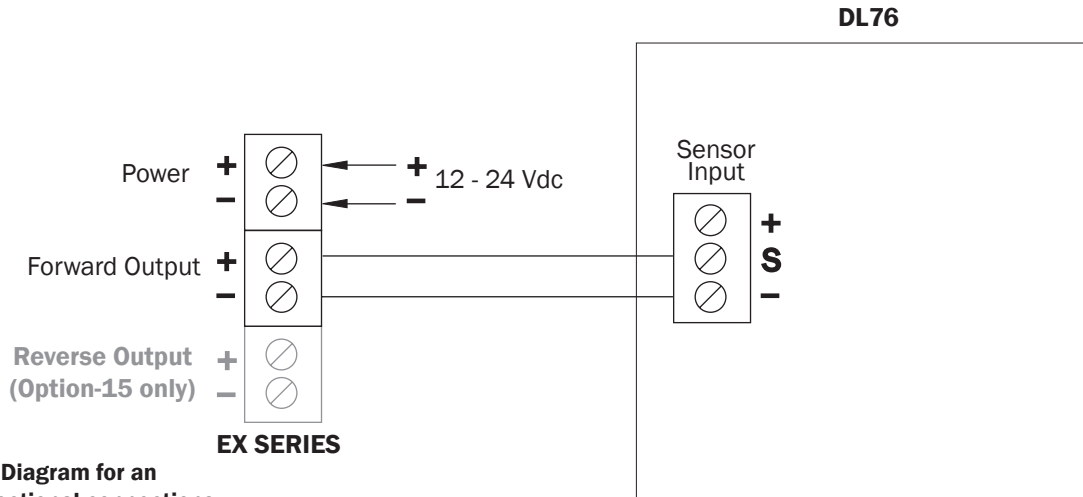 DL76
Power + + 12 - 24 Vdc
− −
Sensor
Input
+
S
−
Forward Output +
−
Reverse Output +
(Option-15 only) −
EX SERIES
Diagram for an